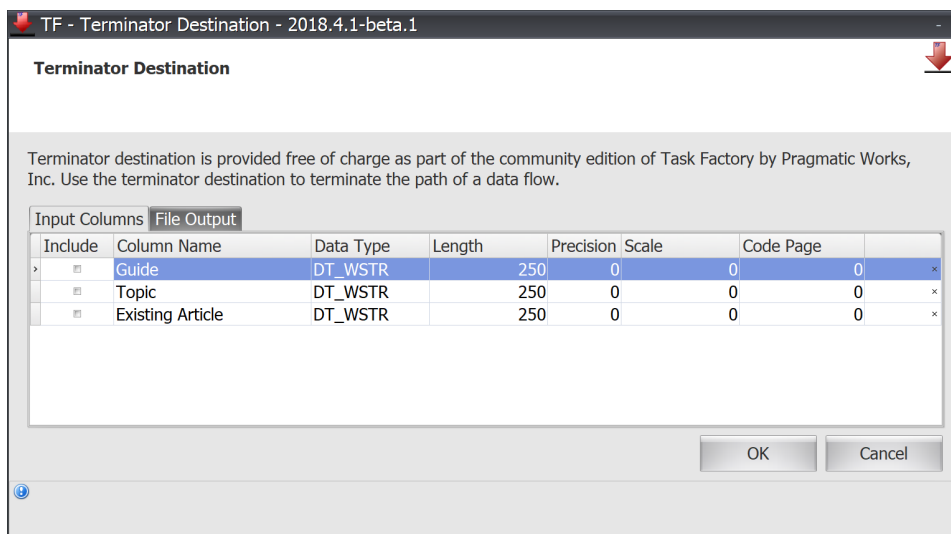 TF - Terminator Destination - 2018.4.1-beta.1
Terminator Destination
Terminator destination is provided free of charge as part of the community edition of Task Factory by Pragmatic Works,
Inc. Use the terminator destination to terminate the path of a data flow.
Input Columns File Output
Include Column Name Data Type Length Precision Scale Code Page
Guide DT_WSTR 250 0 0 0
Topic DT_WSTR 250 0 0 0
Existing Article DT_WSTR 250 0 0 0
OK Cancel